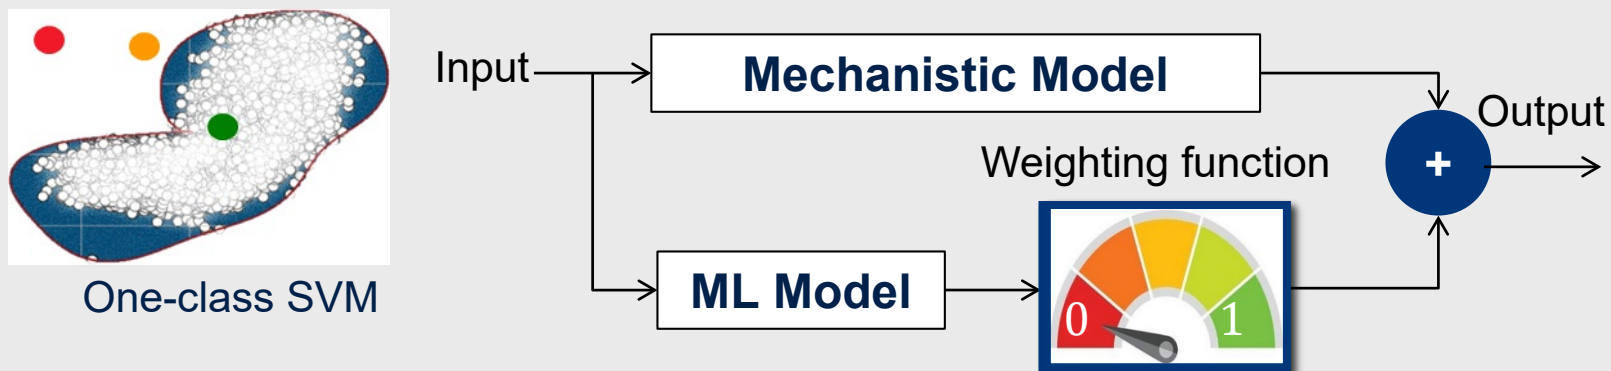 One-class SVM
Input
Mechanistic Model
Weighting function
+
Output
ML Model
0
1